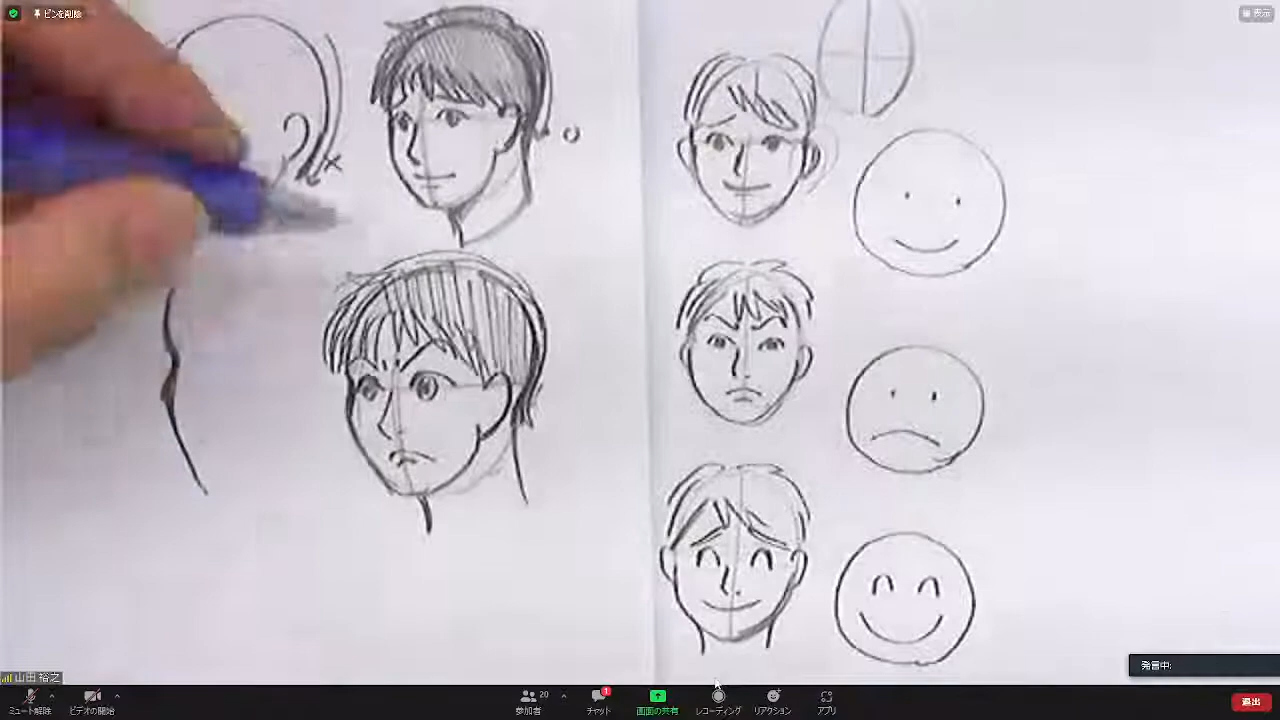 ピンを削除
表示
山田 裕之
発言中:
ミュート解除
ビデオの開始
20
参加者
1
チャット
画面の共有
レコーディング
リアクション
アプリ
退出